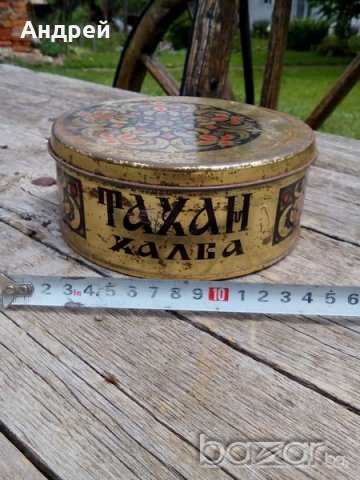 Андрей
ТАХАН
ХАЛВА
2 3 3m 4 5 6 7 8 9 10 1 2 3 4 5 6
bazar.bg